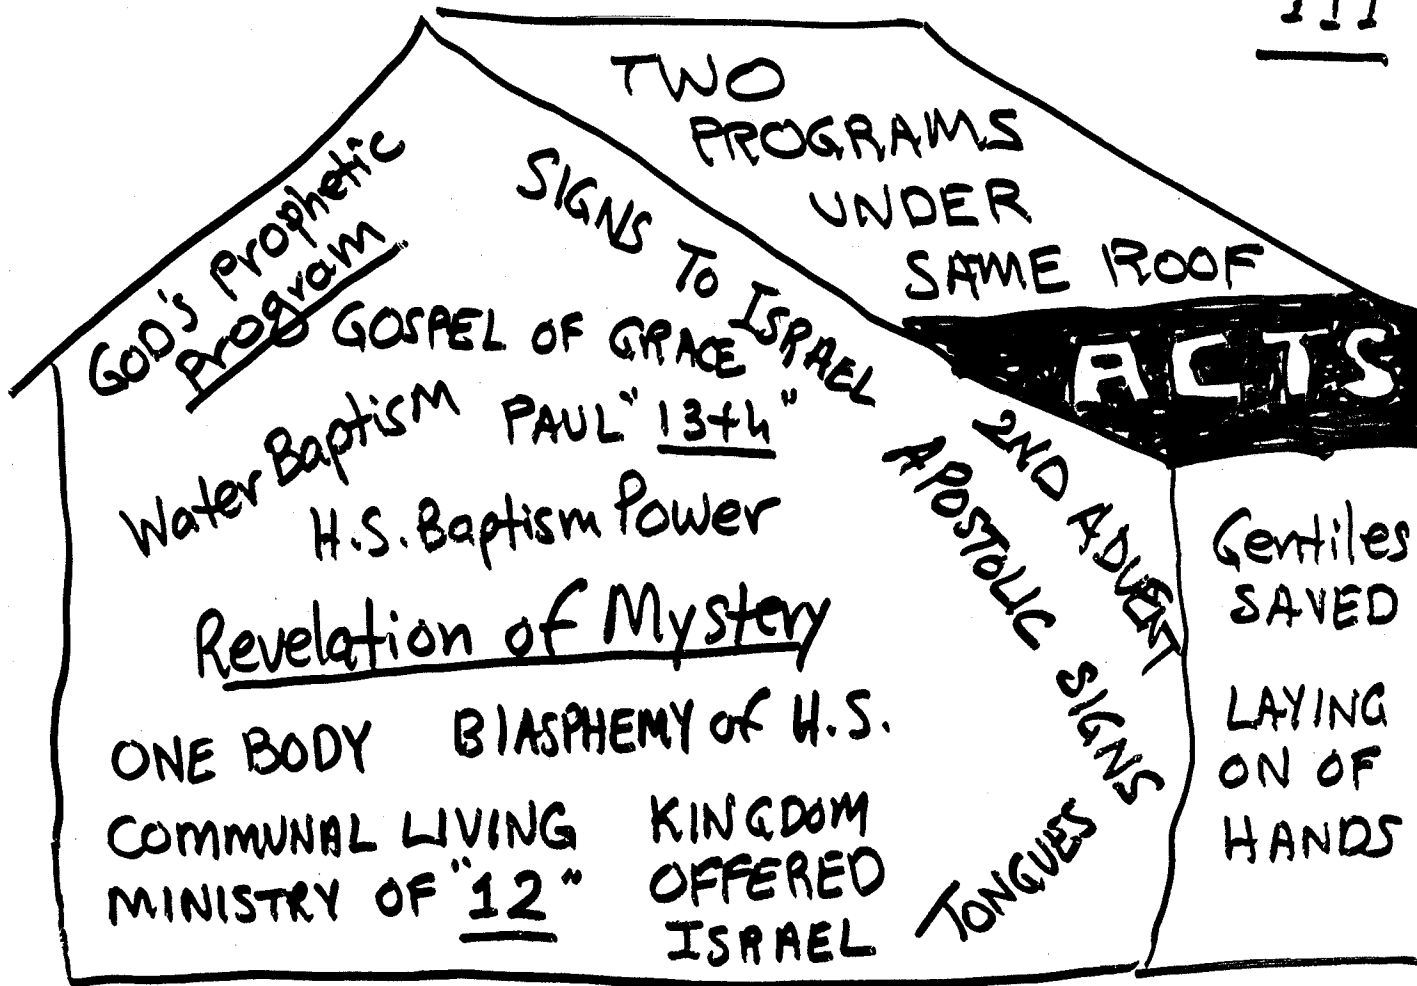 III
TWO
PROGRAMS
UNDER
SAME ROOF
ACTS
GOD's Prophetic
Program
SIGNS TO ISRAEL
GOSPEL OF GRACE
Water Baptism
PAUL "13th"
2ND ADVENT
APOSTOLIC SIGNS
H.S. Baptism Power
Revelation of Mystery
ONE BODY
BlASPHEMY of H.S.
COMMUNAL LIVING
MINISTRY OF "12"
KINGDOM
OFFERED
ISRAEL
TONGUES
Gentiles
SAVED
LAYING
ON OF
HANDS